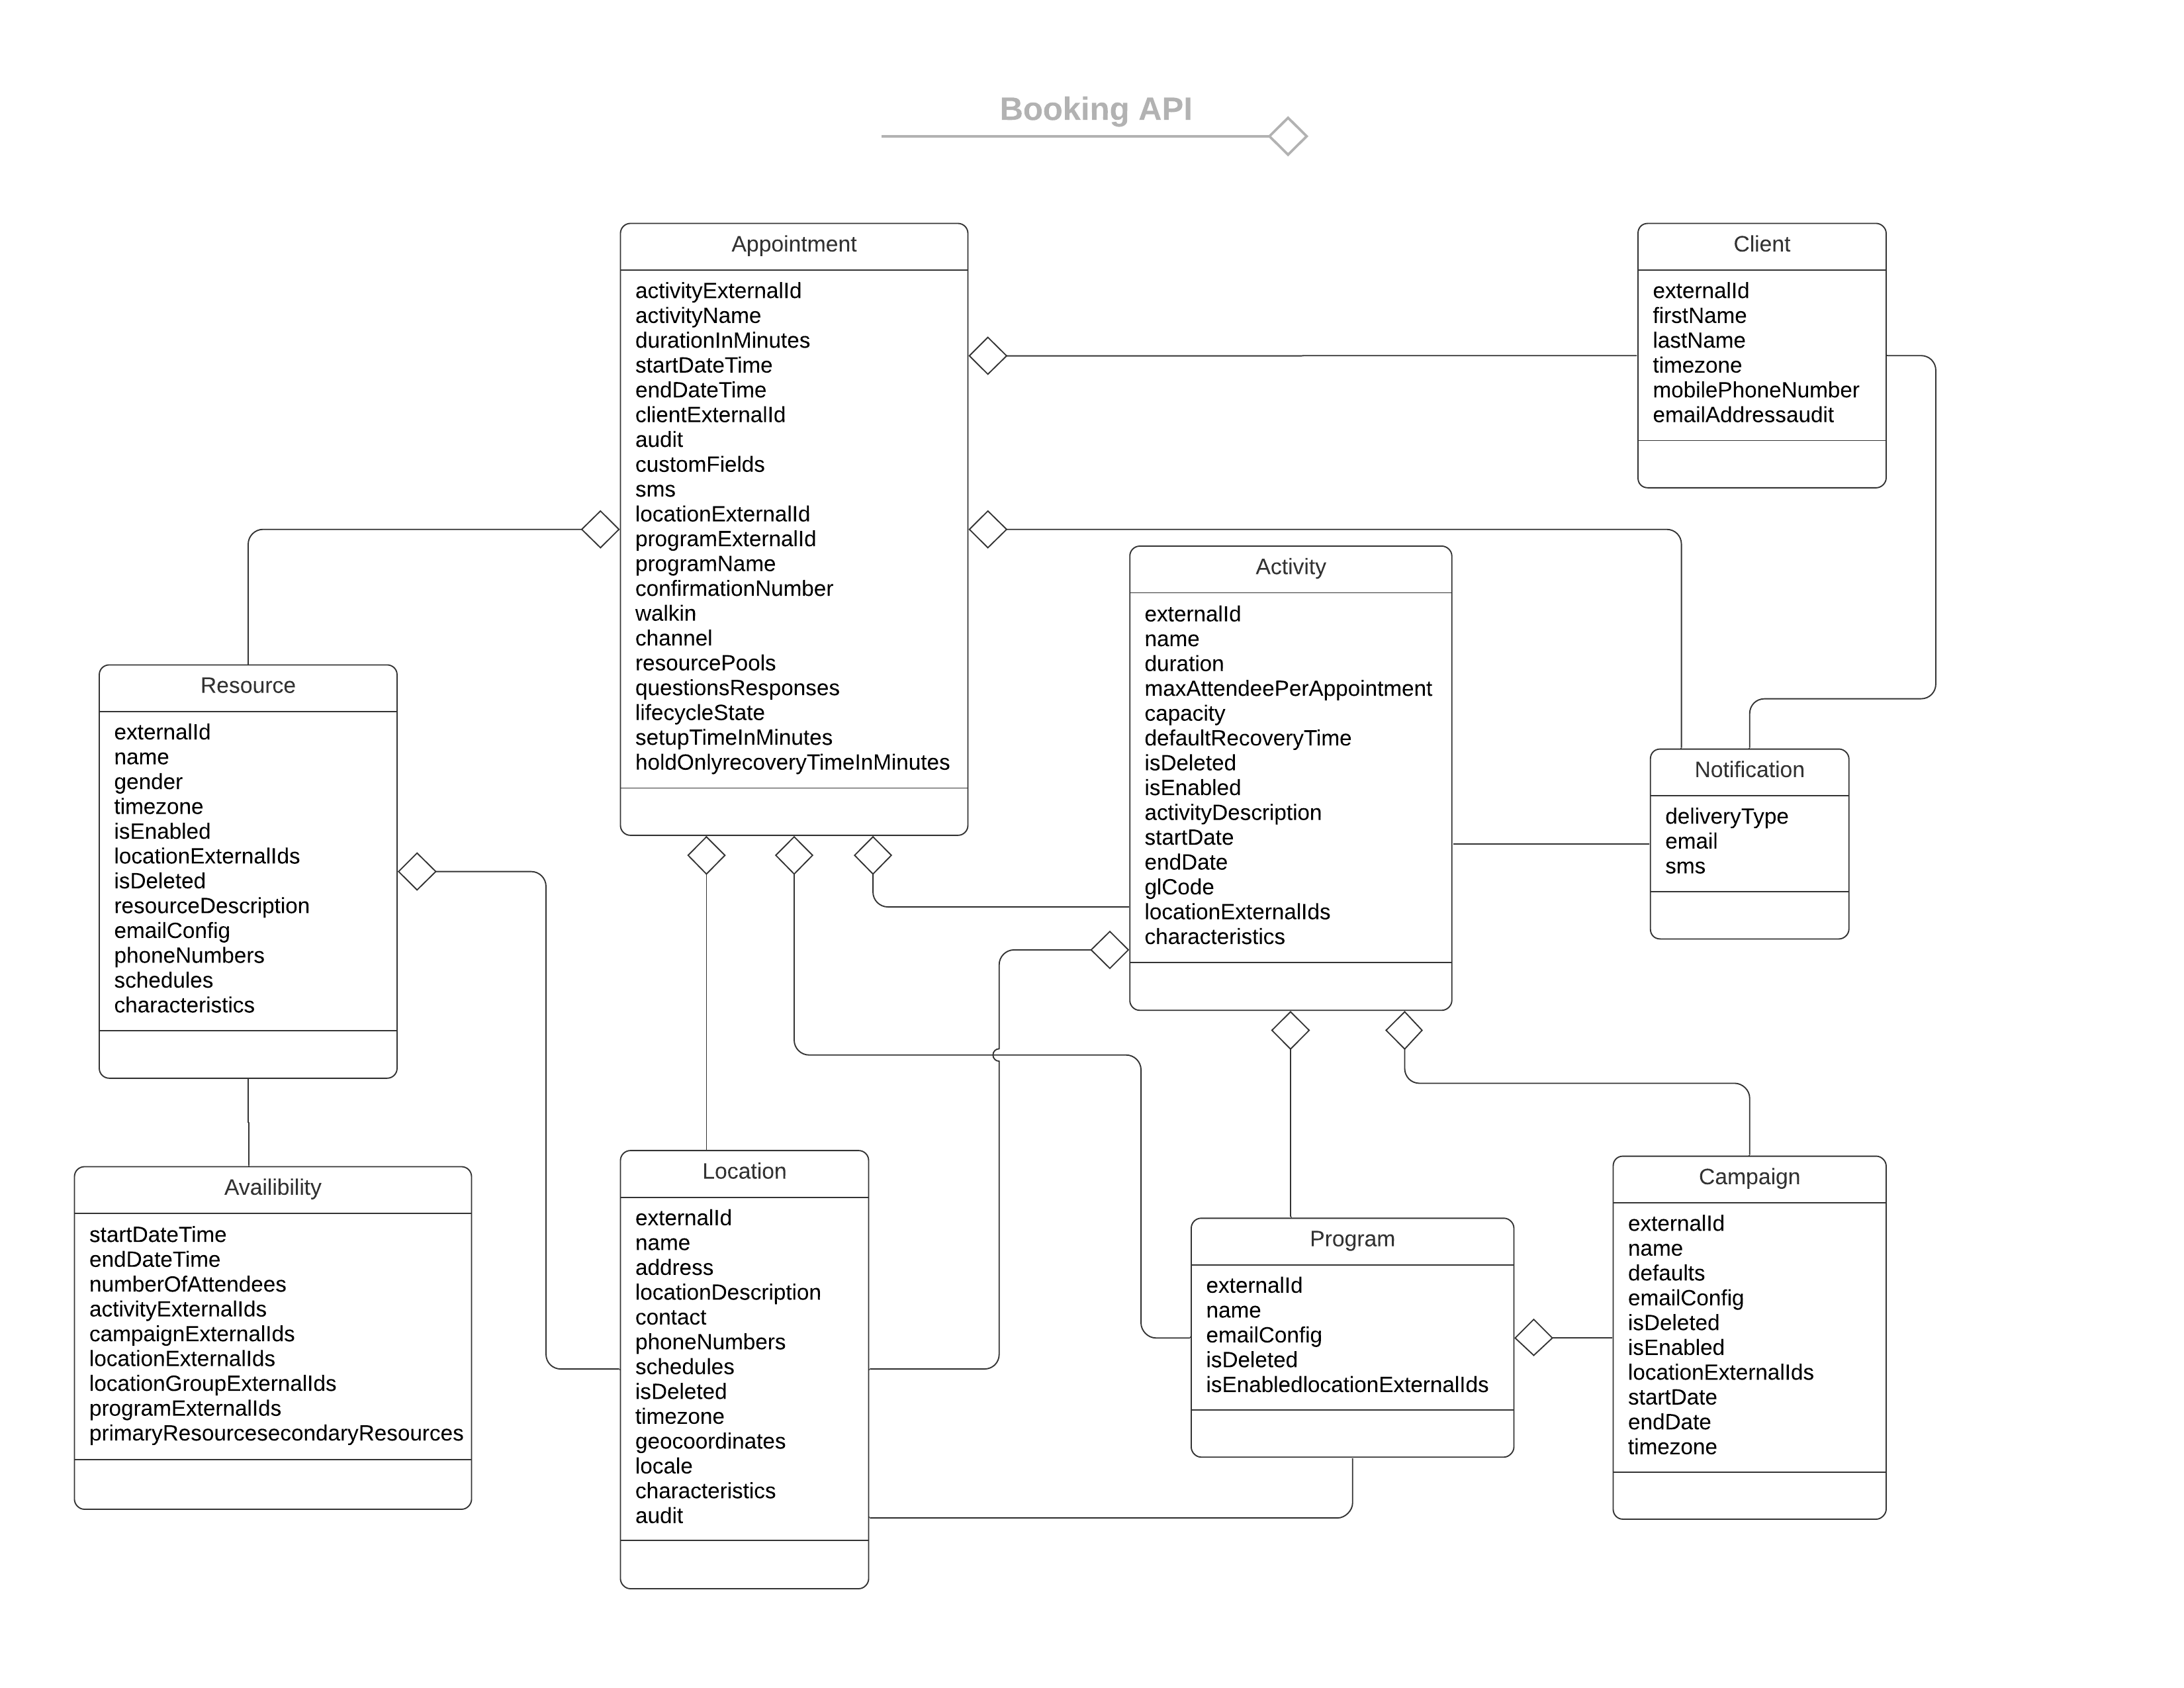 Booking API
Appointment
activityExternalId
activityName
durationInMinutes
startDateTime
endDateTime
clientExternalId
audit
customFields
sms
locationExternalId
programExternalId
programName
confirmationNumber
walkin
channel
resourcePools
questionsResponses
lifecycleState
setupTimeInMinutes
holdOnlyrecoveryTimeInMinutes
Client
externalId
firstName
lastName
timezone
mobilePhoneNumber
emailAddressaudit
Activity
externalId
name
duration
maxAttendeePerAppointment
capacity
defaultRecoveryTime
isDeleted
isEnabled
activityDescription
startDate
endDate
glCode
locationExternalIds
characteristics
Resource
externalId
name
gender
timezone
isEnabled
locationExternalIds
isDeleted
resourceDescription
emailConfig
phoneNumbers
schedules
characteristics
Notification
deliveryType
email
sms
Availibility
startDateTime
endDateTime
numberOfAttendees
activityExternalIds
campaignExternalIds
locationExternalIds
locationGroupExternalIds
programExternalIds
primaryResourcesecondaryResources
Location
externalId
name
address
locationDescription
contact
phoneNumbers
schedules
isDeleted
timezone
geocoordinates
locale
characteristics
audit
Program
externalId
name
emailConfig
isDeleted
isEnabledlocationExternalIds
Campaign
externalId
name
defaults
emailConfig
isDeleted
isEnabled
locationExternalIds
startDate
endDate
timezone